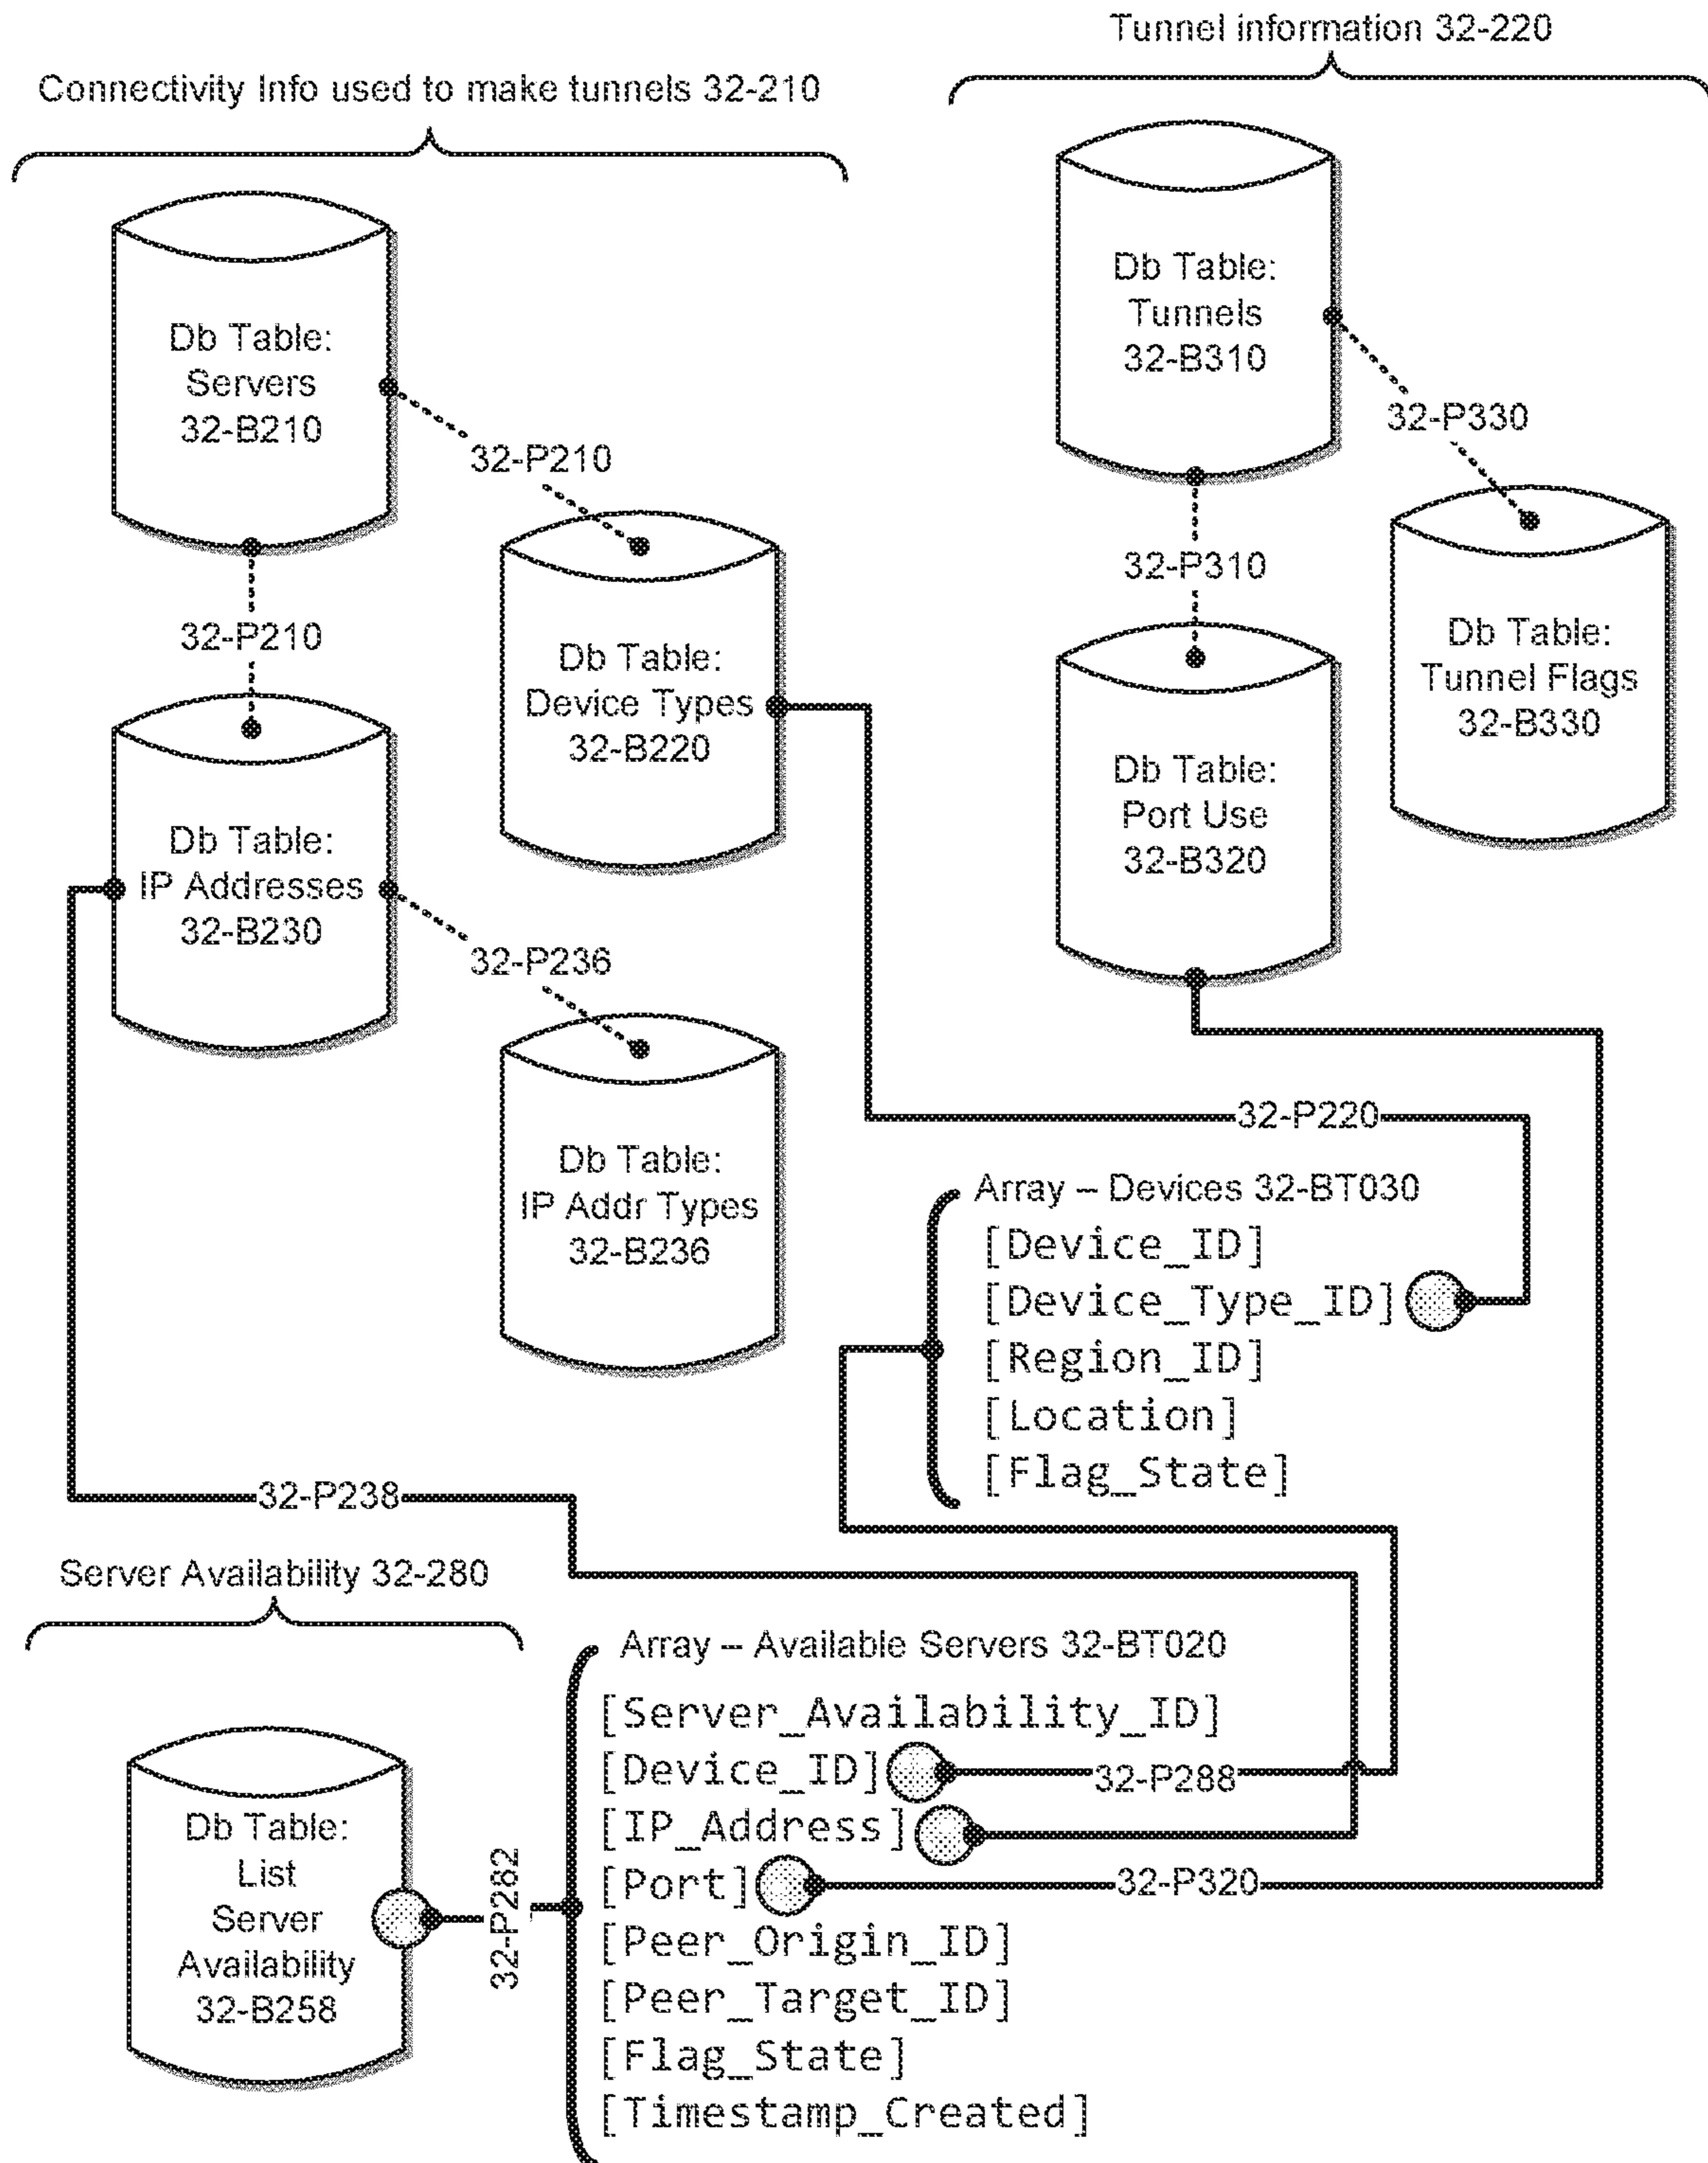 Tunnel information 32-220
Connectivity Info used to make tunnels 32-210
Db Table:
Servers
32-B210
32-P210
32-P210
Db Table:
Device Types
32-B220
Db Table:
IP Addresses
32-B230
32-P236
Db Table:
IP Addr Types
32-B236
Db Table:
Tunnels
32-B310
32-P330
32-P310
Db Table:
Tunnel Flags
32-B330
Db Table:
Port Use
32-B320
32-P220
Array – Devices 32-BT030
[Device_ID]
[Device_Type_ID]
[Region_ID]
[Location]
[Flag_State]
32-P238
Server Availability 32-280
Db Table:
List
Server
Availability
32-B258
32-P282
Array – Available Servers 32-BT020
[Server_Availability_ID]
[Device_ID]
32-P288
[IP_Address]
[Port]
32-P320
[Peer_Origin_ID]
[Peer_Target_ID]
[Flag_State]
[Timestamp_Created]